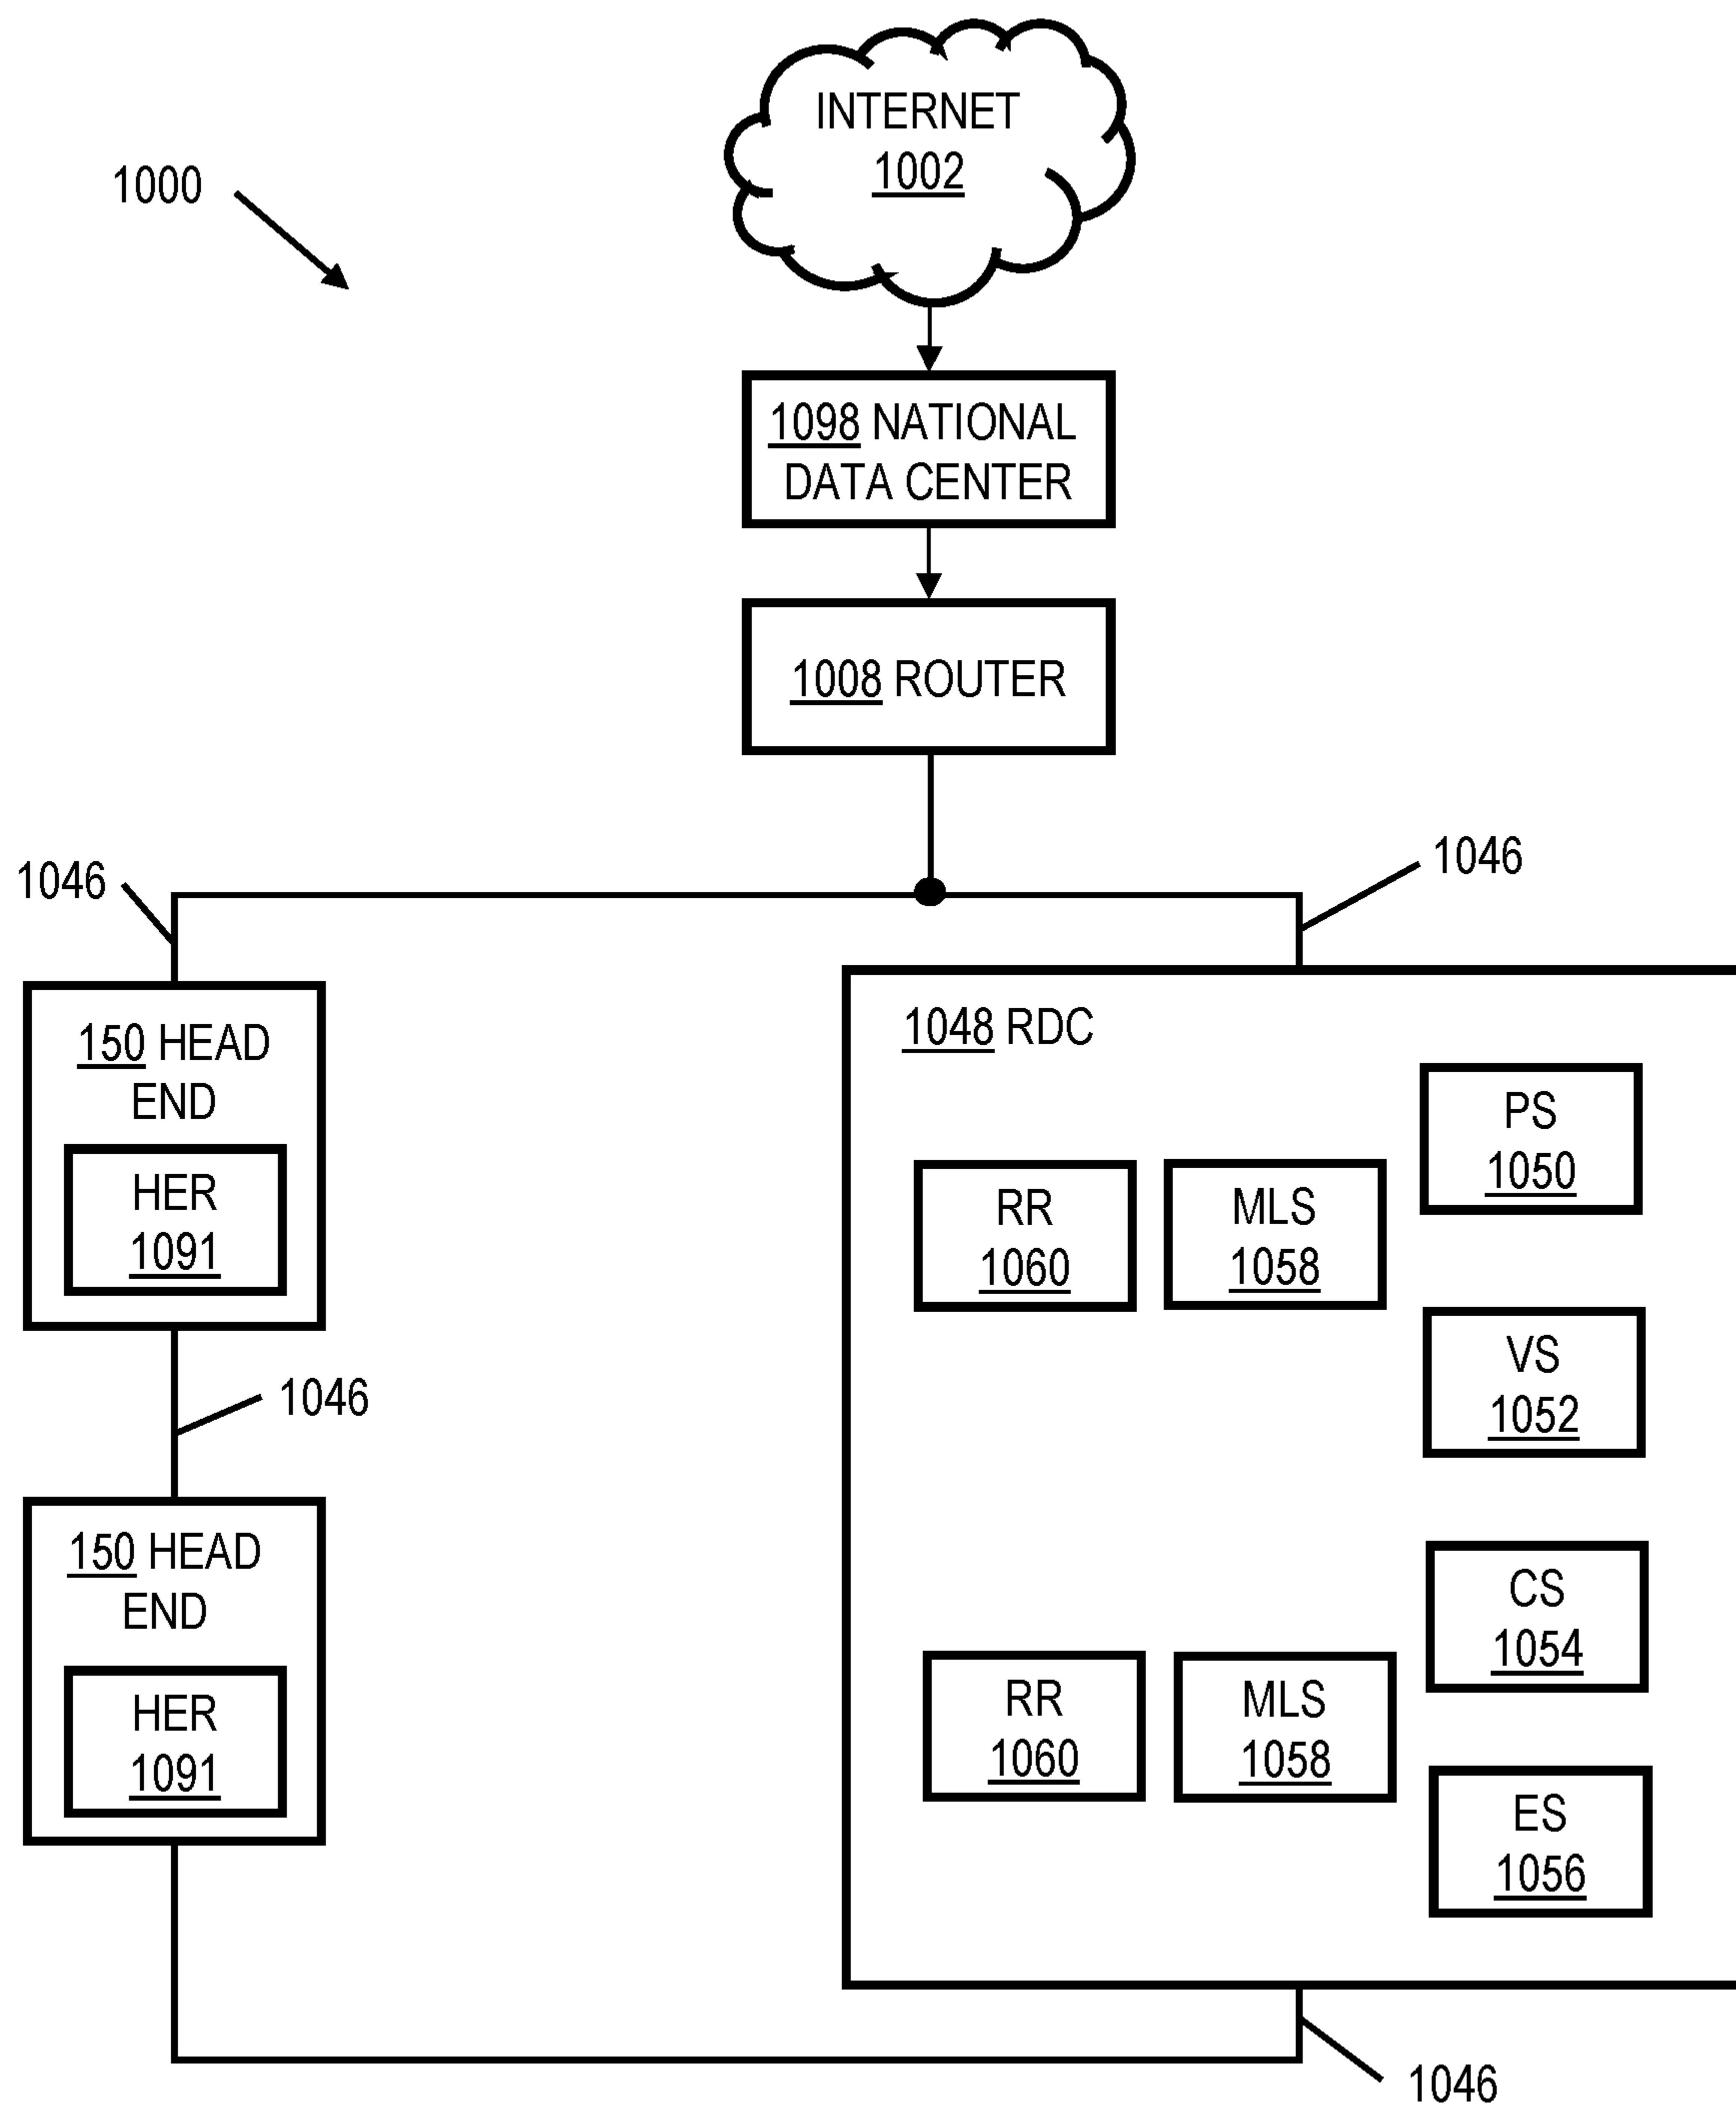 INTERNET
1002
1000
1098 NATIONAL
DATA CENTER
1008 ROUTER
1046
1046
150 HEAD
END
HER
1091
1046
150 HEAD
END
HER
1091
1048 RDC
PS
1050
RR
1060
MLS
1058
VS
1052
CS
1054
RR
1060
MLS
1058
ES
1056
1046